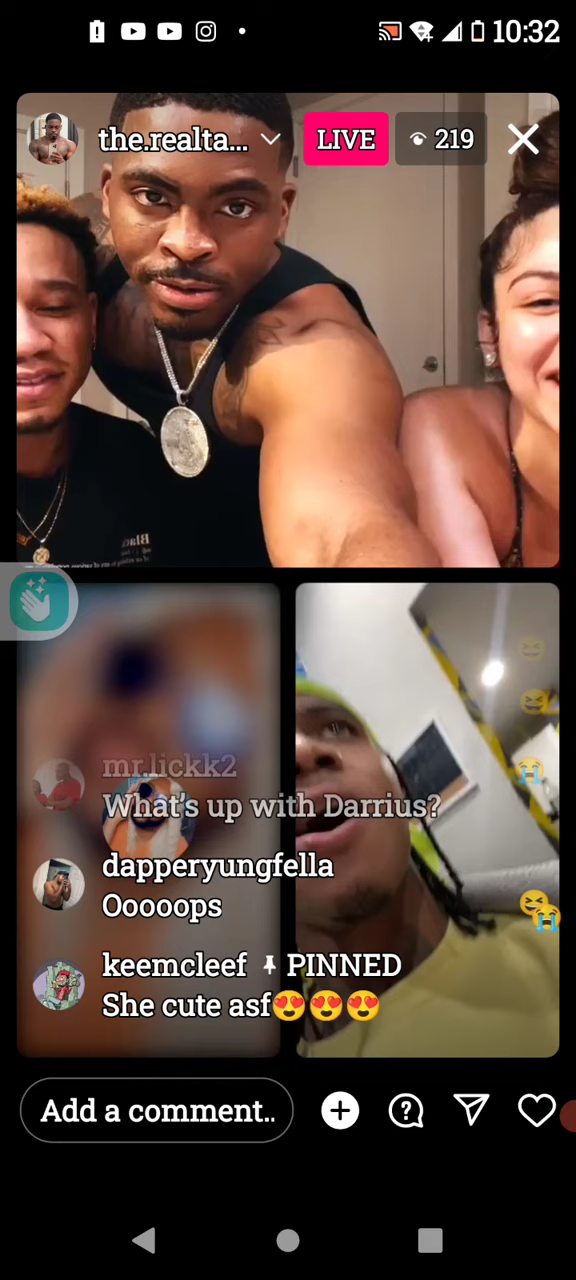 10:32
the.realta...
LIVE
219
mr.lickk2
What's up with Darrius?
dapperyungfella
Ooooops
keemcleef PINNED
She cute asf😍😍😍
Add a comment..